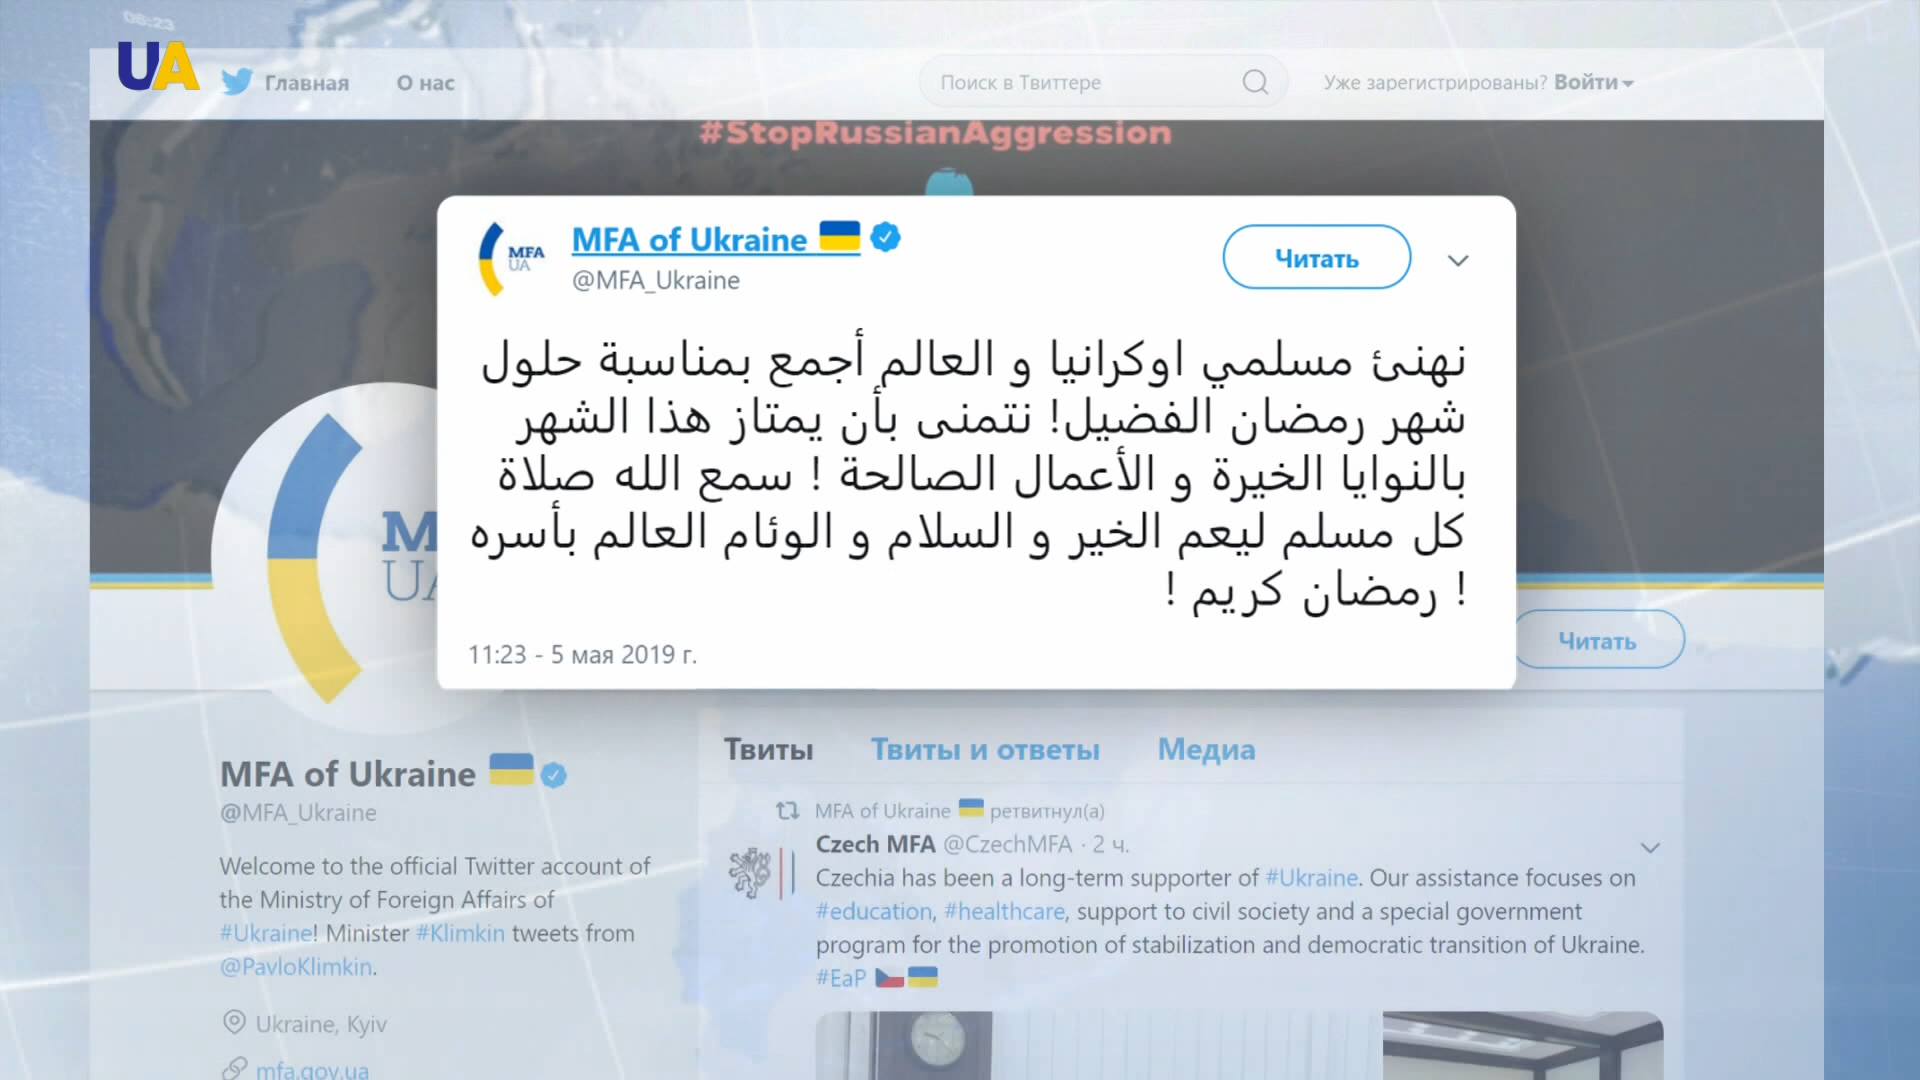 06:23
UA
Главная О нас Поиск в Твиттере Уже зарегистрированы? Войти
#StopRussianAggression
MFA UA
MFA of Ukraine
@MFA_Ukraine
Читать
نهنئ مسلمي اوكرانيا و العالم أجمع بمناسبة حلول
شهر رمضان الفضيل! نتمنى بأن يمتاز هذا الشهر
بالنوايا الخيرة و الأعمال الصالحة ! سمع الله صلاة
كل مسلم ليعم الخير و السلام و الوئام العالم بأسره
! رمضان كريم !
11:23 - 5 мая 2019 г.
Читать
Твиты Твиты и ответы Медиа
MFA of Ukraine
@MFA_Ukraine
Welcome to the official Twitter account of
the Ministry of Foreign Affairs of
#Ukraine! Minister #Klimkin tweets from
@PavloKlimkin.
Ukraine, Kyiv
mfa.gov.ua
MFA of Ukraine ретвитнул(а)
Czech MFA @CzechMFA · 2 ч.
Czechia has been a long-term supporter of #Ukraine. Our assistance focuses on
#education, #healthcare, support to civil society and a special government
program for the promotion of stabilization and democratic transition of Ukraine.
#EaP